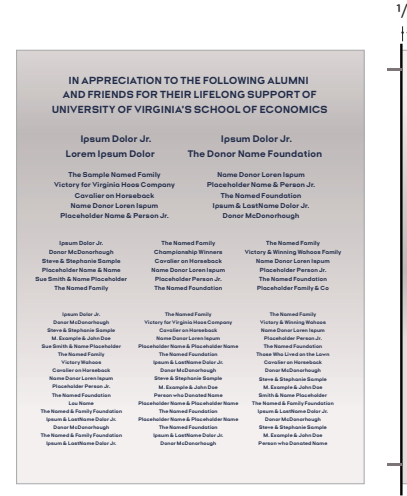 1/
IN APPRECIATION TO THE FOLLOWING ALUMNI
AND FRIENDS FOR THEIR LIFELONG SUPPORT OF
UNIVERSITY OF VIRGINIA'S SCHOOL OF ECONOMICS
Ipsum Dolor Jr. Ipsum Dolor Jr.
Lorem Ipsum Dolor The Donor Name Foundation
The Sample Named Family Name Donor Loren Ispum
Victory for Virginia Hoos Company Placeholder Name & Person Jr.
Cavalier on Horseback The Named Foundation
Name Donor Loren Ispum Ipsum & LastName Dolor Jr.
Placeholder Name & Person Jr. Donor McDonorhough
Ipsum Dolor Jr. The Named Family The Named Family
Donor McDonorhough Championship Winners Victory & Winning Wahoos Family
Steve & Stephanie Sample Cavalier on Horseback Name Donor Loren Ispum
Placeholder Name & Name Name Donor Loren Ispum Placeholder Person Jr.
Sue Smith & Name Placeholder Placeholder Person Jr. The Named Foundation
The Named Family The Named Foundation Placeholder Family & Co
Ipsum Dolor Jr. The Named Family The Named Family
Donor McDonorhough Victory for Virginia Hoos Company Victory & Winning Wahoos
Steve & Stephanie Sample Cavalier on Horseback Cavalier on Horseback
M. Example & John Doe Name Donor Loren Ispum Placeholder Person Jr.
Sue Smith & Name Placeholder Placeholder Name & Placeholder Name The Named Foundation
The Named Family The Named Foundation Those Who Lived on the Lawn
Victory Wahoos Ipsum & LastName Dolor Jr. Cavalier on Horseback
Cavalier on Horseback Donor McDonorhough Donor McDonorhough
Name Donor Loren Ispum Steve & Stephanie Sample Steve & Stephanie Sample
Placeholder Person Jr. M. Example & John Doe M. Example & John Doe
The Named Foundation Person who Donated Name Smith & Name Placeholder
Lou Name Placeholder Name & Placeholder Name The Named & Family Foundation
The Named & Family Foundation The Named Foundation Ipsum & LastName Dolor Jr.
Ipsum & LastName Dolor Jr. Placeholder Name & Placeholder Name Donor McDonorhough
Donor McDonorhough The Named Foundation Steve & Stephanie Sample
The Named Foundation Ipsum & LastName Dolor Jr. M. Example & John Doe
Ipsum & LastName Dolor Jr. Donor McDonorhough Person who Donated Name